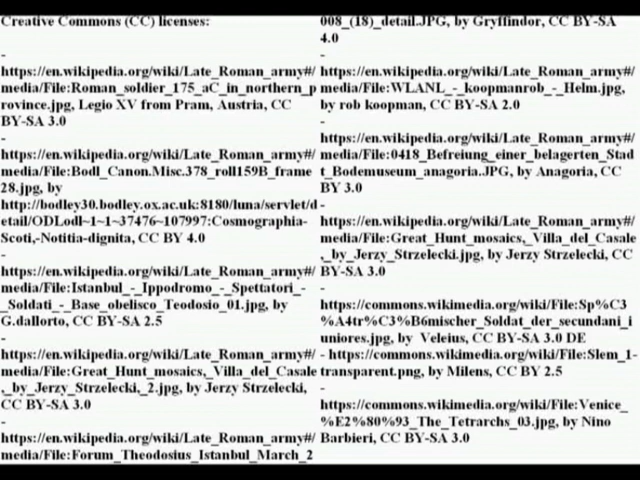 Creative Commons (CC) licenses:
-
https://en.wikipedia.org/wiki/Late_Roman_army#/
media/File:Roman_soldier_175_aC_in_northern_p
rovince.jpg, Legio XV from Pram, Austria, CC
BY-SA 3.0
-
https://en.wikipedia.org/wiki/Late_Roman_army#/
media/File:Bodl_Canon.Misc.378_roll159B_frame
28.jpg, by
http://bodley30.bodley.ox.ac.uk:8180/luna/servlet/d
etail/ODLodl~1~1~37476~107997:Cosmographia-
Scoti,-Notitia-dignita, CC BY 4.0
-
https://en.wikipedia.org/wiki/Late_Roman_army#/
media/File:Istanbul_-_Ippodromo_-_Spettatori_-
_Soldati_-_Base_obelisco_Teodosio_01.jpg, by
G.dallorto, CC BY-SA 2.5
-
https://en.wikipedia.org/wiki/Late_Roman_army#/
media/File:Great_Hunt_mosaics,_Villa_del_Casale
,_by_Jerzy_Strzelecki,_2.jpg, by Jerzy Strzelecki,
CC BY-SA 3.0
-
https://en.wikipedia.org/wiki/Late_Roman_army#/
media/File:Forum_Theodosius_Istanbul_March_2
008_(18)_detail.JPG, by Gryffindor, CC BY-SA
4.0
-
https://en.wikipedia.org/wiki/Late_Roman_army#/
media/File:WLANL_-_koopmanrob_-_Helm.jpg,
by rob koopman, CC BY-SA 2.0
-
https://en.wikipedia.org/wiki/Late_Roman_army#/
media/File:0418_Befreiung_einer_belagerten_Stad
t_Bodemuseum_anagoria.JPG, by Anagoria, CC
BY 3.0
-
https://en.wikipedia.org/wiki/Late_Roman_army#/
media/File:Great_Hunt_mosaics,_Villa_del_Casale
,_by_Jerzy_Strzelecki.jpg, by Jerzy Strzelecki, CC
BY-SA 3.0
-
https://commons.wikimedia.org/wiki/File:Sp%C3
%A4tr%C3%B6mischer_Soldat_der_secundani_i
uniores.jpg, by  Veleius, CC BY-SA 3.0 DE
- https://commons.wikimedia.org/wiki/File:Slem_1-
transparent.png, by Milens, CC BY 2.5
-
https://commons.wikimedia.org/wiki/File:Venice_
%E2%80%93_The_Tetrarchs_03.jpg, by Nino
Barbieri, CC BY-SA 3.0